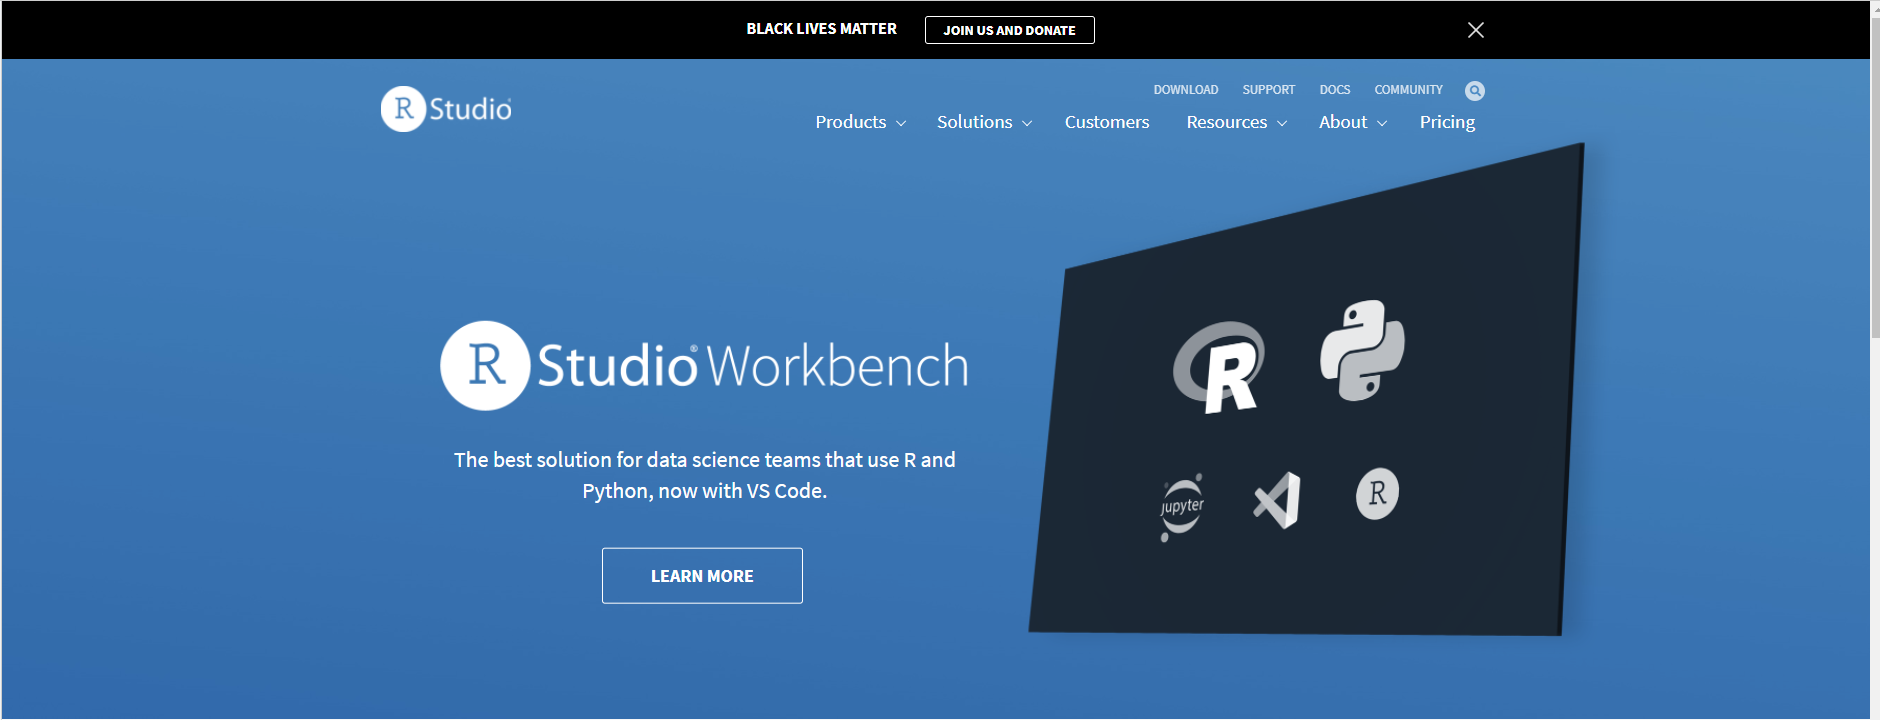 BLACK LIVES MATTER JOIN US AND DONATE
R Studio
DOWNLOAD SUPPORT DOCS COMMUNITY
Products Solutions Customers Resources About Pricing
R Studio® Workbench
The best solution for data science teams that use R and
Python, now with VS Code.
LEARN MORE
R
jupyter
R